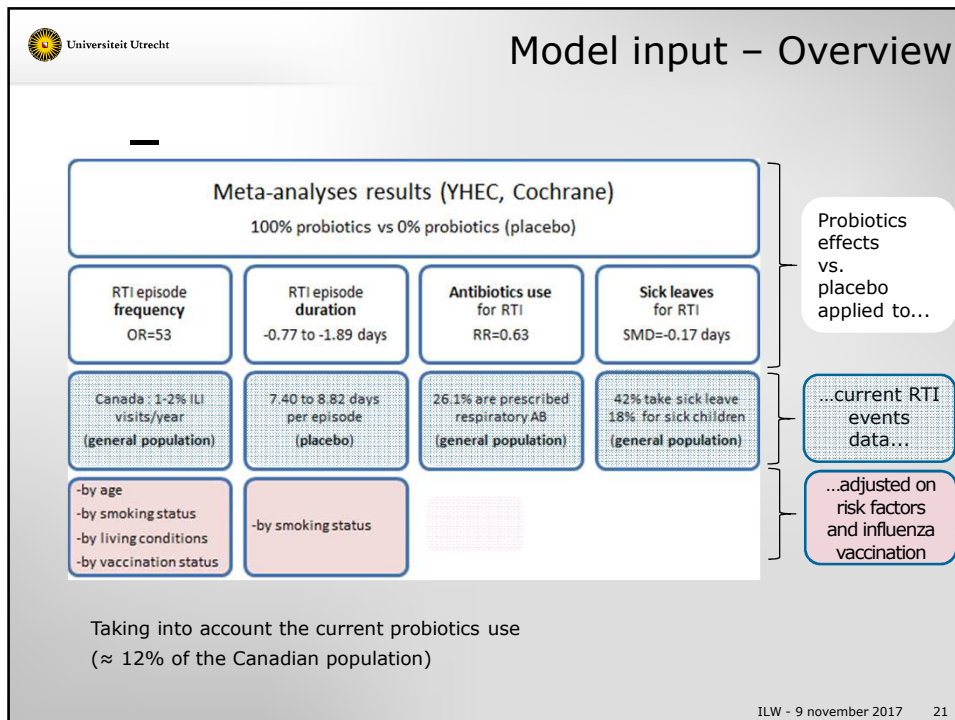 Universiteit Utrecht
Model input – Overview
Meta-analyses results (YHEC, Cochrane)
100% probiotics vs 0% probiotics (placebo)
RTI episode
frequency
OR=53
RTI episode
duration
-0.77 to -1.89 days
Antibiotics use
for RTI
RR=0.63
Sick leaves
for RTI
SMD=-0.17 days
Probiotics
effects
vs.
placebo
applied to...
Canada : 1-2% ILI
visits/year
(general population)
7.40 to 8.82 days
per episode
(placebo)
26.1% are prescribed
respiratory AB
(general population)
42% take sick leave
18% for sick children
(general population)
...current RTI
events
data...
-by age
-by smoking status
-by living conditions
-by vaccination status
-by smoking status
...adjusted on
risk factors
and influenza
vaccination
Taking into account the current probiotics use
(≈ 12% of the Canadian population)
ILW - 9 november 2017 21